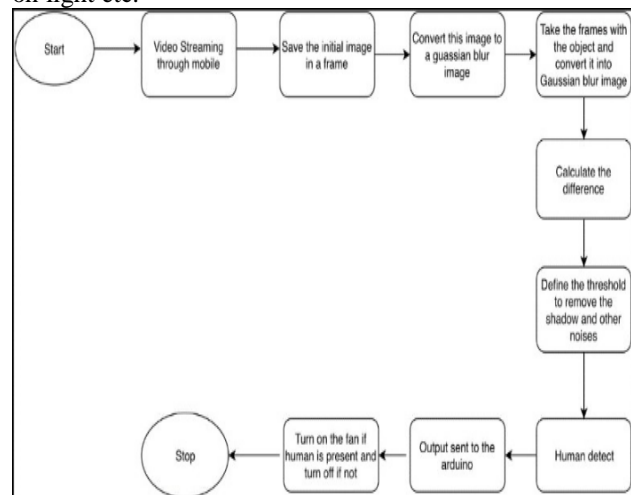 on light etc.
Start
Video Streaming
through mobile
Save the initial image
in a frame
Convert this image to
a guassian blur
image
Take the frames with
the object and
convert it into
Gaussian blur image
Calculate the
difference
Define the threshold
to remove the
shadow and other
noises
Human detect
Output sent to the
arduino
Turn on the fan if
human is present and
turn off if not
Stop